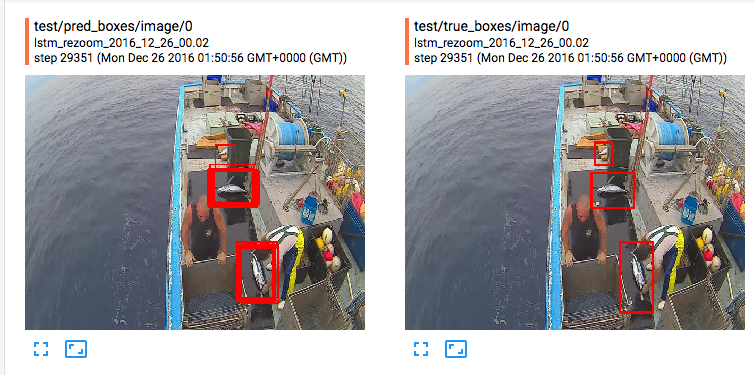 test/pred_boxes/image/0
lstm_rezoom_2016_12_26_00.02
step 29351 (Mon Dec 26 2016 01:50:56 GMT+0000 (GMT))
test/true_boxes/image/0
lstm_rezoom_2016_12_26_00.02
step 29351 (Mon Dec 26 2016 01:50:56 GMT+0000 (GMT))